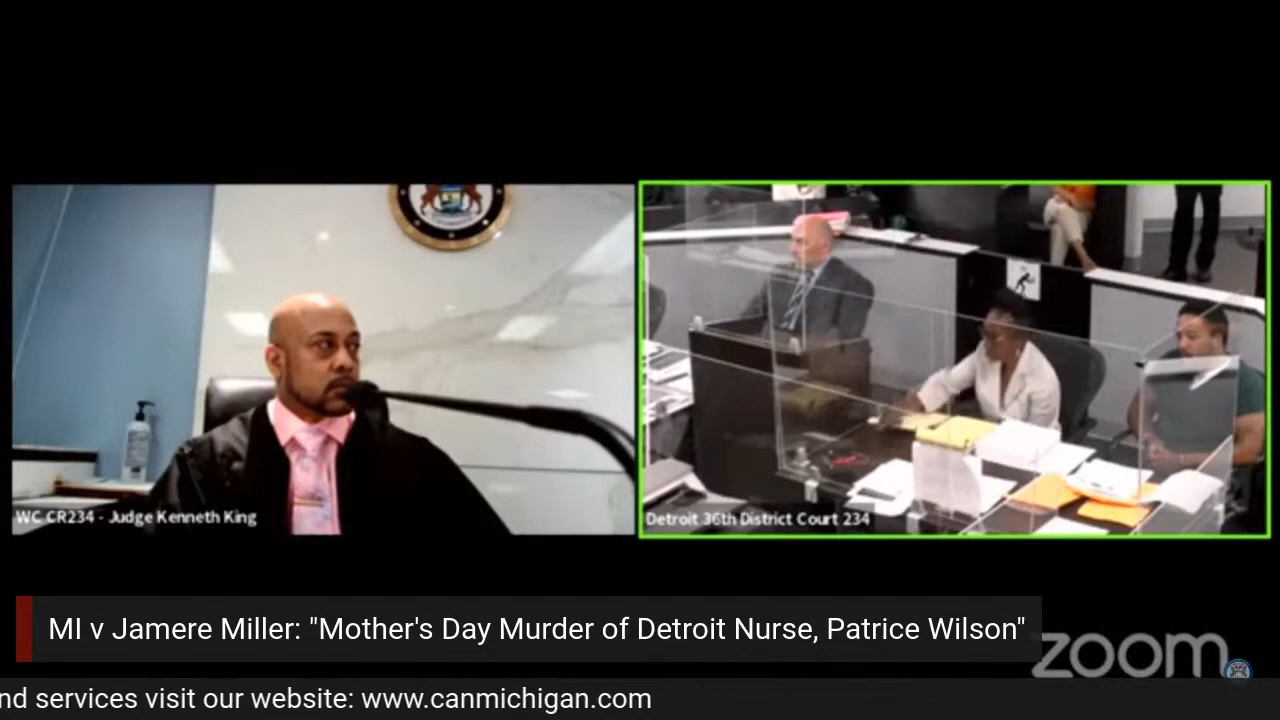 WC CR234 - Judge Kenneth King
Detroit 36th District Court 234
MI v Jamere Miller: "Mother's Day Murder of Detroit Nurse, Patrice Wilson"
zoom
nd services visit our website: www.canmichigan.com